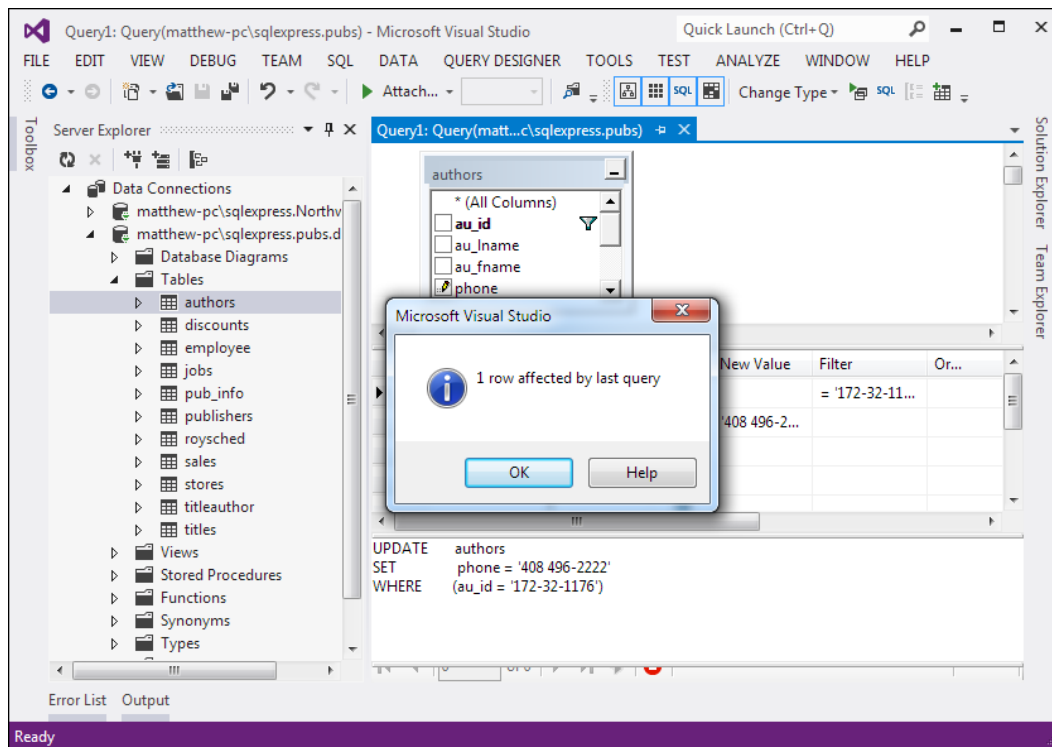 Query1: Query(matthew-pc\sqlexpress.pubs) - Microsoft Visual Studio
Quick Launch (Ctrl+Q)
FILE EDIT VIEW DEBUG TEAM SQL DATA QUERY DESIGNER TOOLS TEST ANALYZE WINDOW HELP
Attach... SQL Change Type SQL
Toolbox
Server Explorer
Data Connections
matthew-pc\sqlexpress.Northw
matthew-pc\sqlexpress.pubs.d
Database Diagrams
Tables
authors
discounts
employee
jobs
pub_info
publishers
roysched
sales
stores
titleauthor
titles
Views
Stored Procedures
Functions
Synonyms
Types
Query1: Query(matt...c\sqlexpress.pubs)
authors
* (All Columns)
au_id
au_lname
au_fname
phone
Microsoft Visual Studio
1 row affected by last query
OK Help
New Value Filter Or...
= '172-32-11...
'408 496-2...
UPDATE authors
SET phone = '408 496-2222'
WHERE (au_id = '172-32-1176')
Solution Explorer
Team Explorer
Error List Output
Ready